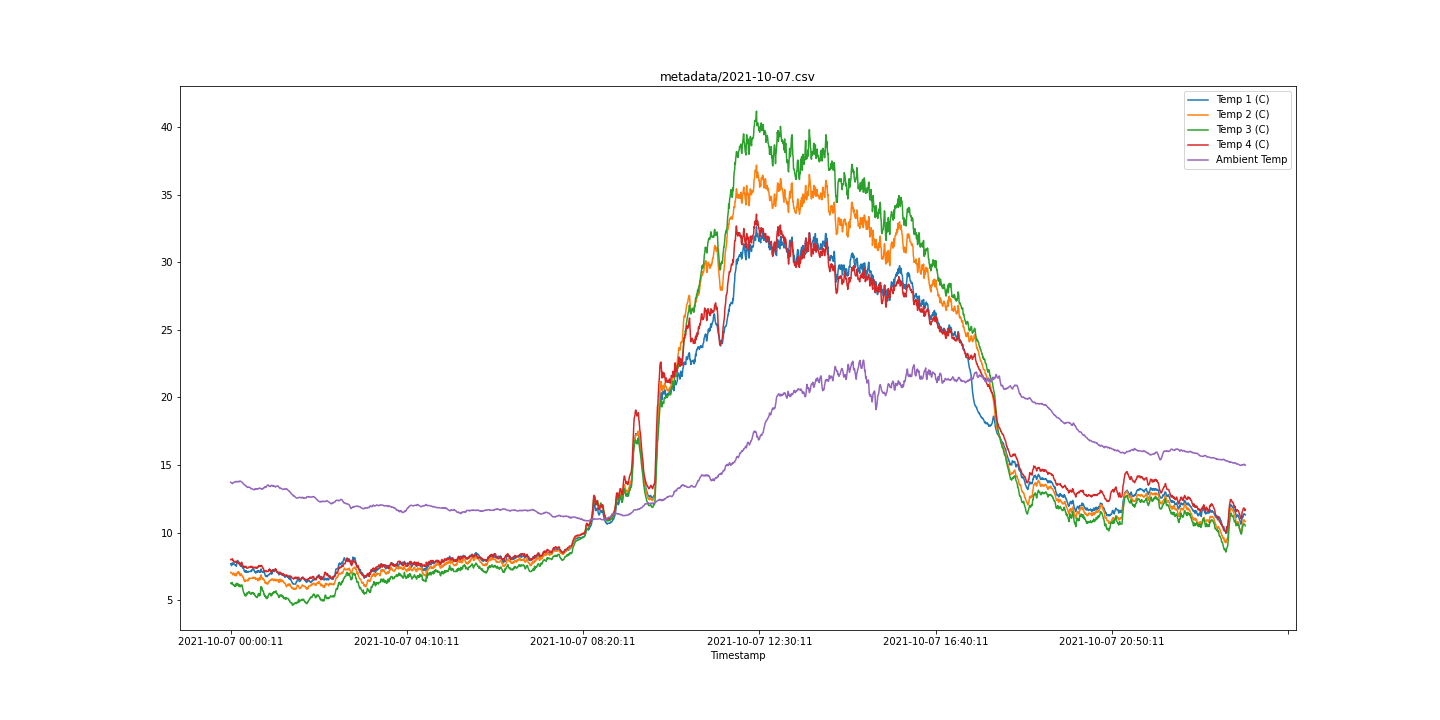 metadata/2021-10-07.csv
Temp 1 (C)
Temp 2 (C)
Temp 3 (C)
Temp 4 (C)
Ambient Temp
40
35
30
25
20
15
10
5
2021-10-07 00:00:11 2021-10-07 04:10:11 2021-10-07 08:20:11 2021-10-07 12:30:11 2021-10-07 16:40:11 2021-10-07 20:50:11
Timestamp